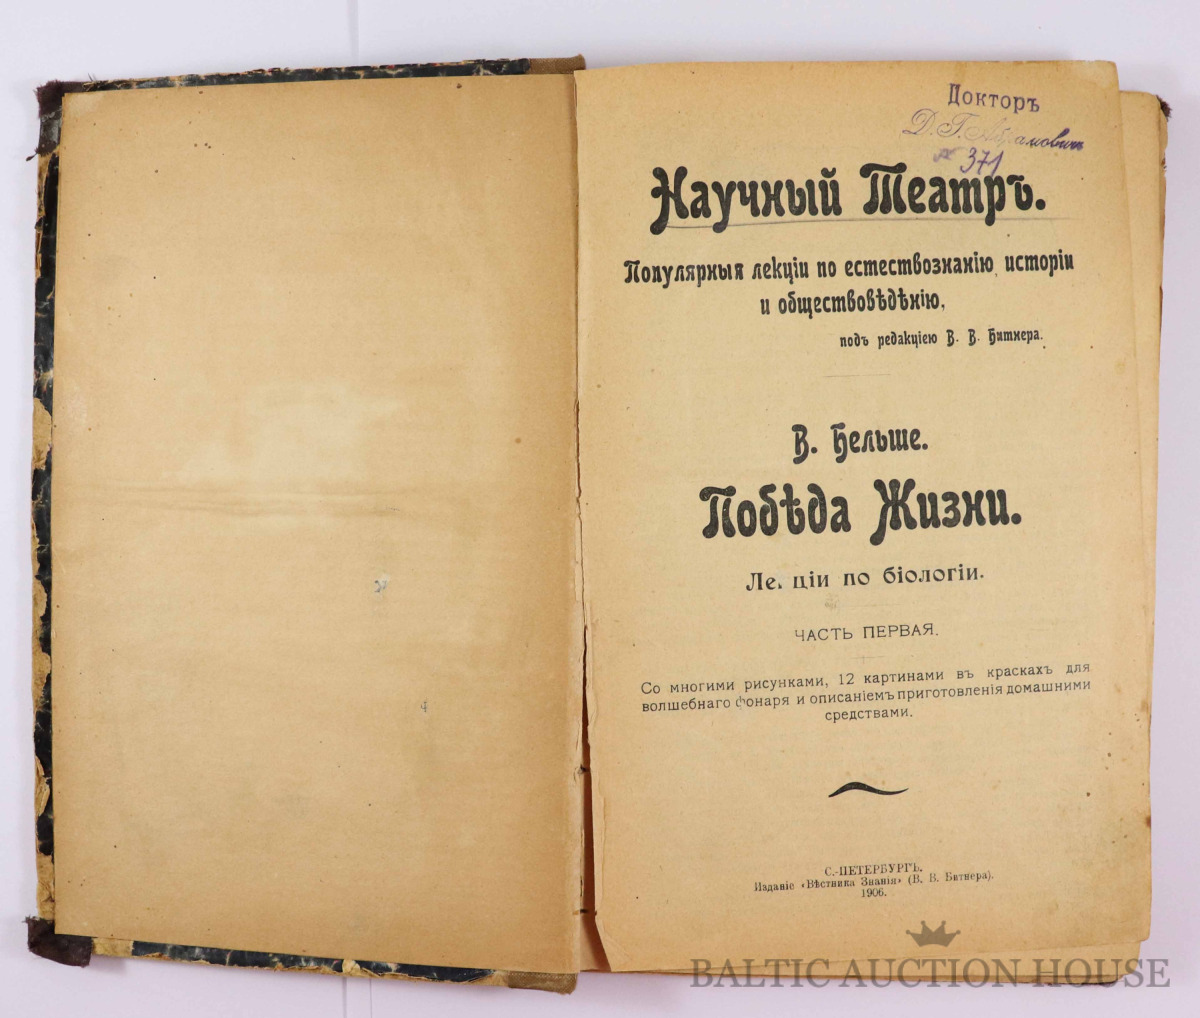 Докторъ
Д. Г. Абрамовичъ
№ 371
Научный Театръ.
Популярныя лекціи по естествознанію, исторіи
и обществовѣдѣнію,
подъ редакціею В. В. Битнера.
В. Бельше.
Побѣда Жизни.
Ле ціи по біологіи.
ЧАСТЬ ПЕРВАЯ.
Со многими рисунками, 12 картинами въ краскахъ для
волшебнаго фонаря и описаніемъ приготовленія домашними
средствами.
С.-ПЕТЕРБУРГЪ.
Изданіе «Вѣстника Знанія» (В. В. Битнера).
1906.
BALTIC AUCTION HOUSE